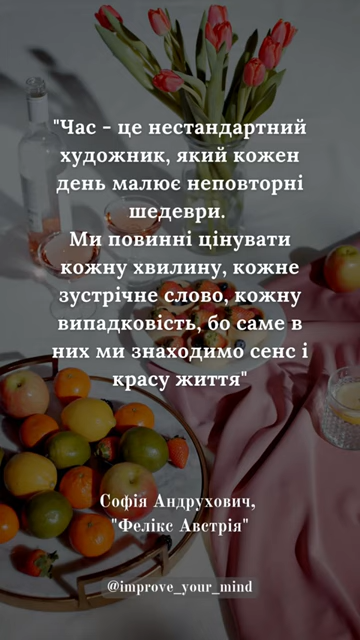 "Час - це нестандартний
художник, який кожен
день малює неповторні
шедеври.
Ми повинні цінувати
кожну хвилину, кожне
зустрічне слово, кожну
випадковість, бо саме в
них ми знаходимо сенс і
красу життя"
Софія Андрухович,
"Фелікс Австрія"
@improve_your_mind